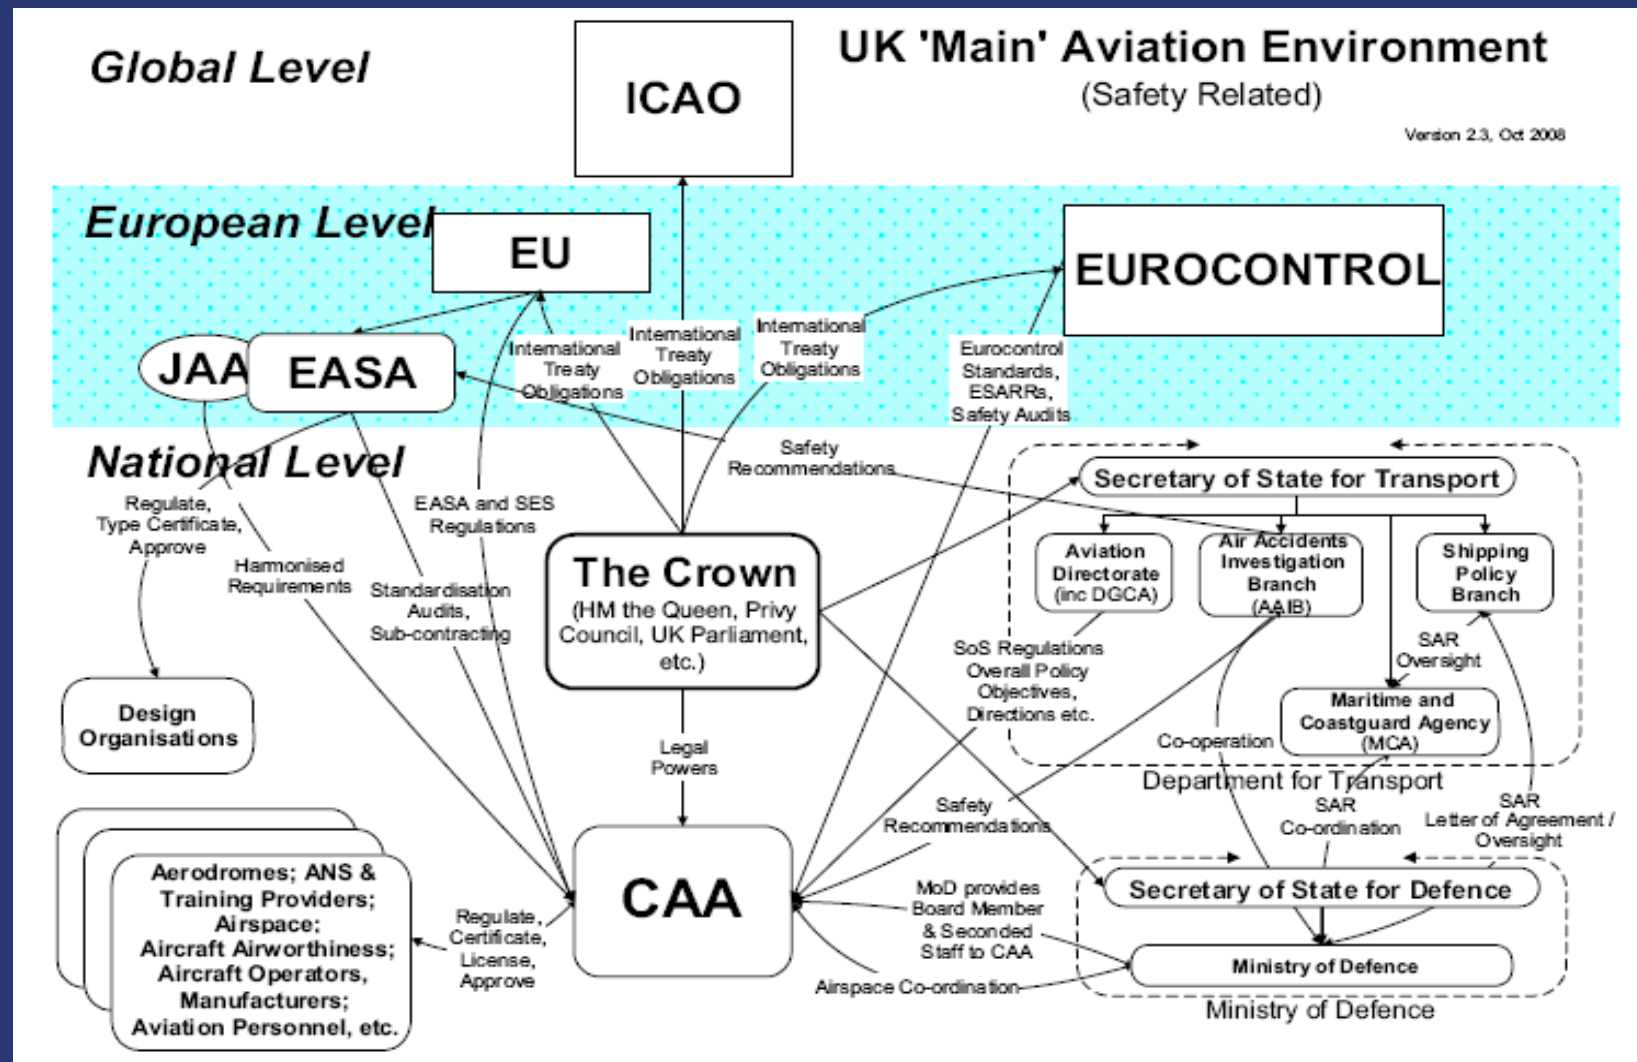 Global Level
ICAO
UK 'Main' Aviation Environment
(Safety Related)
Version 2.3, Oct 2008
European Level
EU
EUROCONTROL
JAA
EASA
International
Treaty
Obligations
International
Treaty
Obligations
International
Treaty
Obligations
Eurocontrol
Standards,
ESARRs,
Safety Audits
National Level
Safety
Recommendations
Regulate,
Type Certificate,
Approve
Harmonised
Requirements
EASA and SES
Regulations
Standardisation
Audits,
Sub-contracting
The Crown
(HM the Queen, Privy
Council, UK Parliament,
etc.)
Secretary of State for Transport
Aviation
Directorate
(inc DGCA)
Air Accidents
Investigation
Branch
(AAIB)
Shipping
Policy
Branch
SAR
Oversight
SoS Regulations
Overall Policy
Objectives,
Directions etc.
Maritime and
Coastguard Agency
(MCA)
Co-operation
Department for Transport
Design
Organisations
Legal
Powers
Safety
Recommendations
SAR
Co-ordination
SAR
Letter of Agreement /
Oversight
Aerodromes; ANS &
Training Providers;
Airspace;
Aircraft Airworthiness;
Aircraft Operators,
Manufacturers;
Aviation Personnel, etc.
Regulate,
Certificate,
License,
Approve
CAA
MoD provides
Board Member
& Seconded
Staff to CAA
Airspace Co-ordination
Secretary of State for Defence
Ministry of Defence
Ministry of Defence